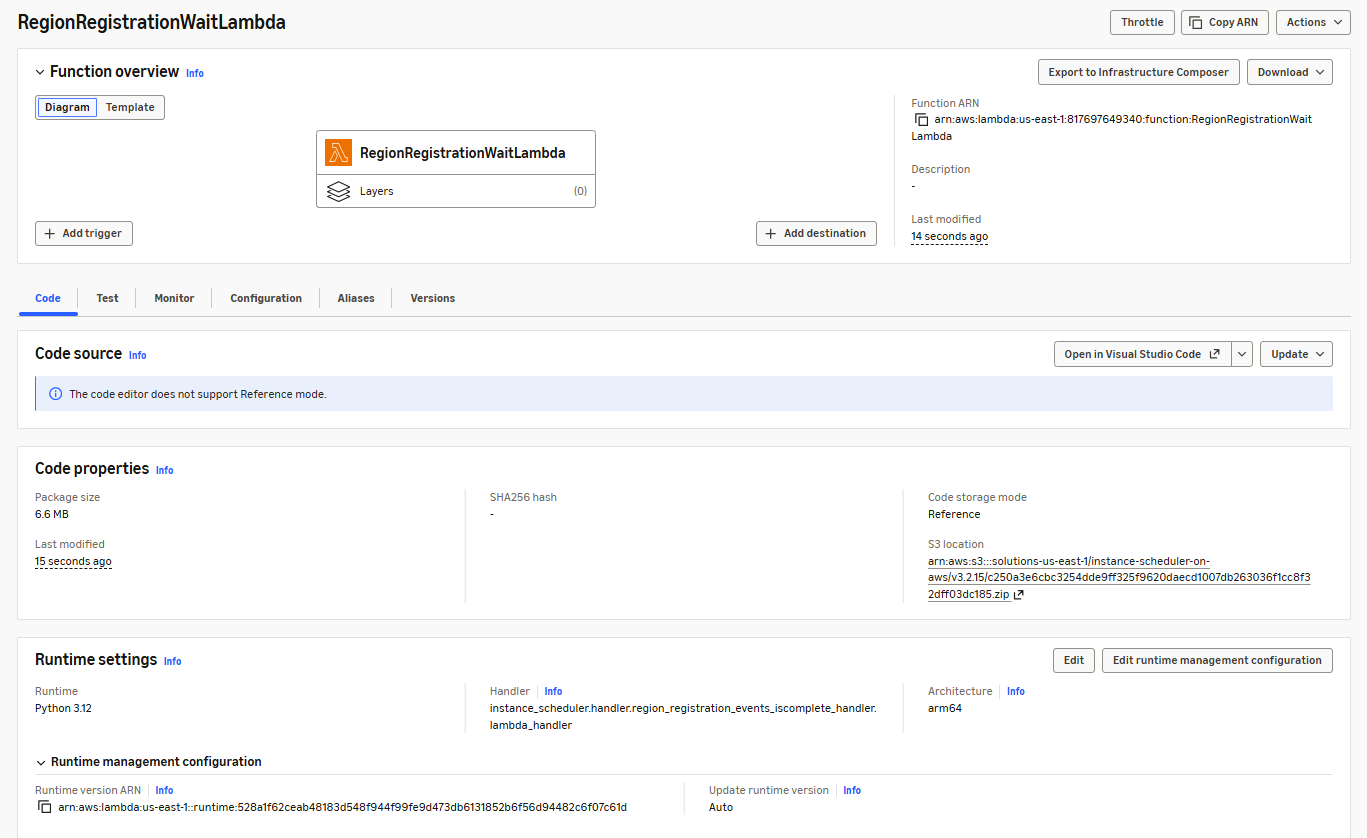 RegionRegistrationWaitLambda
Throttle
Copy ARN
Actions
Function overview Info
Export to Infrastructure Composer
Download
Diagram
Template
RegionRegistrationWaitLambda
Layers
(0)
Add trigger
Add destination
Function ARN
arn:aws:lambda:us-east-1:817697649340:function:RegionRegistrationWait
Lambda
Description
-
Last modified
14 seconds ago
Code
Test
Monitor
Configuration
Aliases
Versions
Code source Info
Open in Visual Studio Code
Update
The code editor does not support Reference mode.
Code properties Info
Package size
6.6 MB
Last modified
15 seconds ago
SHA256 hash
-
Code storage mode
Reference
S3 location
arn:aws:s3:::solutions-us-east-1/instance-scheduler-on-
aws/v3.2.15/c250a3e6cbc3254dde9ff325f9620daecd1007db263036f1cc8f3
2dff03dc185.zip
Runtime settings Info
Edit
Edit runtime management configuration
Runtime
Python 3.12
Handler Info
instance_scheduler.handler.region_registration_events_iscomplete_handler.
lambda_handler
Architecture Info
arm64
Runtime management configuration
Runtime version ARN Info
arn:aws:lambda:us-east-1::runtime:528a1f62ceab48183d548f944f99fe9d473db6131852b6f56d94482c6f07c61d
Update runtime version Info
Auto